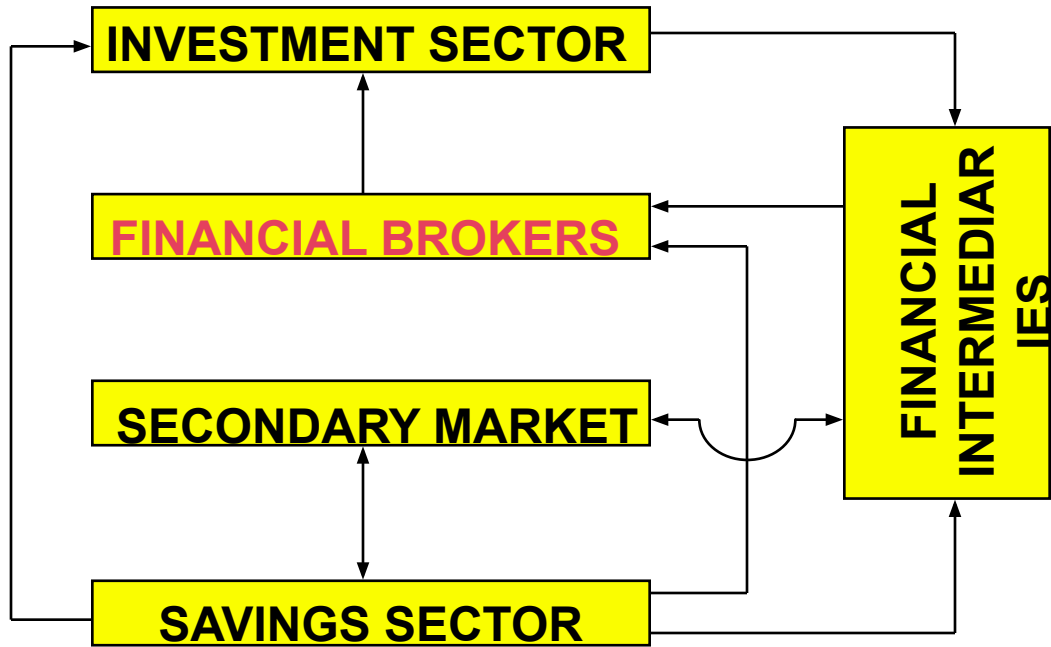 INVESTMENT SECTOR
FINANCIAL BROKERS
SECONDARY MARKET
SAVINGS SECTOR
FINANCIAL
INTERMEDIAR
IES